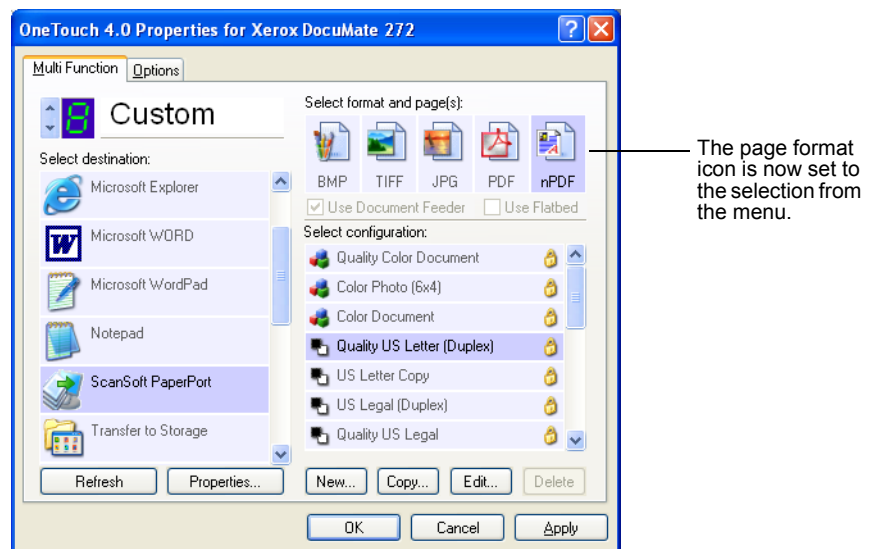 OneTouch 4.0 Properties for Xerox DocuMate 272
Multi Function
Options
8
Custom
Select destination:
Microsoft Explorer
Microsoft WORD
Microsoft WordPad
Notepad
ScanSoft PaperPort
Transfer to Storage
Refresh
Properties...
Select format and page(s):
BMP TIFF JPG PDF nPDF
Use Document Feeder
Use Flatbed
Select configuration:
Quality Color Document
Color Photo (6x4)
Color Document
Quality US Letter (Duplex)
US Letter Copy
US Legal (Duplex)
Quality US Legal
New...
Copy...
Edit...
Delete
OK
Cancel
Apply
The page format
icon is now set to
the selection from
the menu.